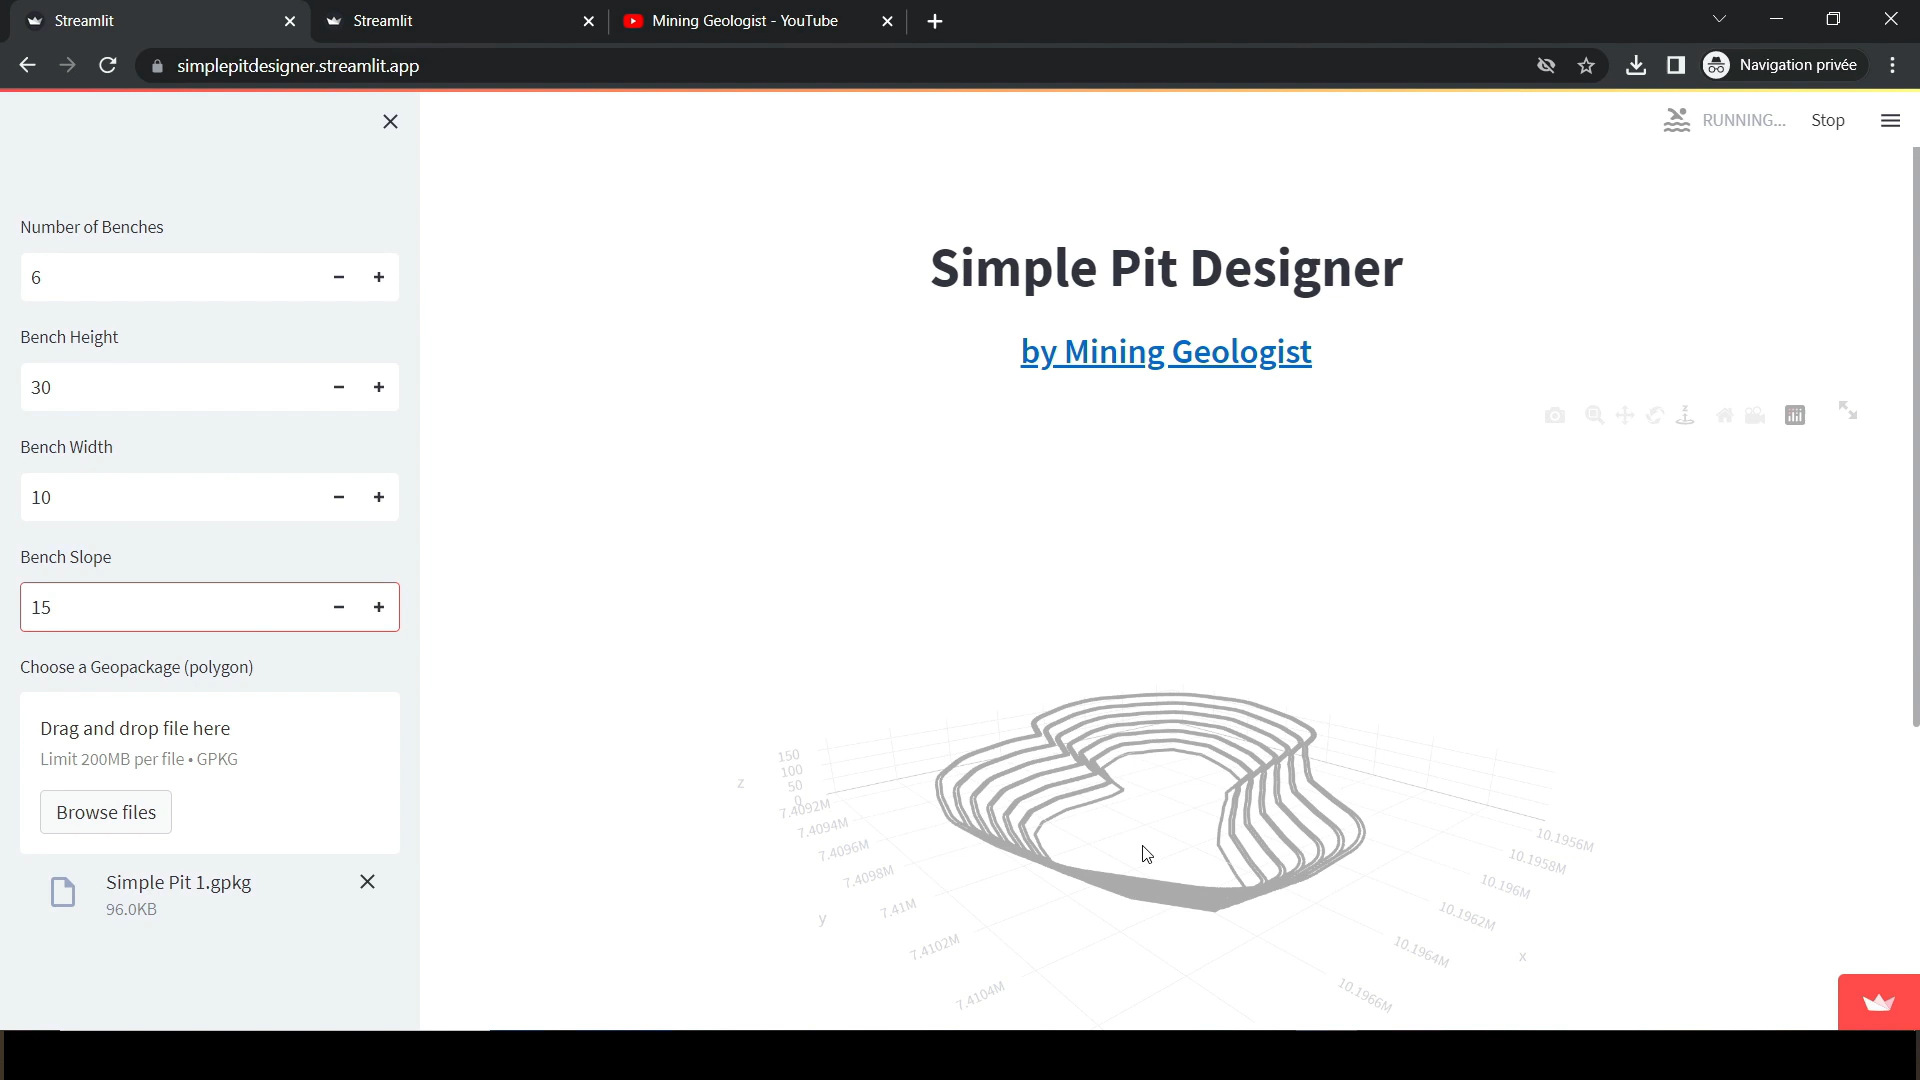 Streamlit
Streamlit
Mining Geologist - YouTube
simplepitdesigner.streamlit.app
Navigation privée
RUNNING...
Stop
Number of Benches
6
Bench Height
30
Bench Width
10
Bench Slope
15
Choose a Geopackage (polygon)
Drag and drop file here
Limit 200MB per file • GPKG
Browse files
Simple Pit 1.gpkg
96.0KB
Simple Pit Designer
by Mining Geologist
z
150
100
50
0
7.4092M
7.4094M
7.4096M
7.4098M
7.41M
7.4102M
7.4104M
y
10.1956M
10.1958M
10.196M
10.1962M
10.1964M
10.1966M
x